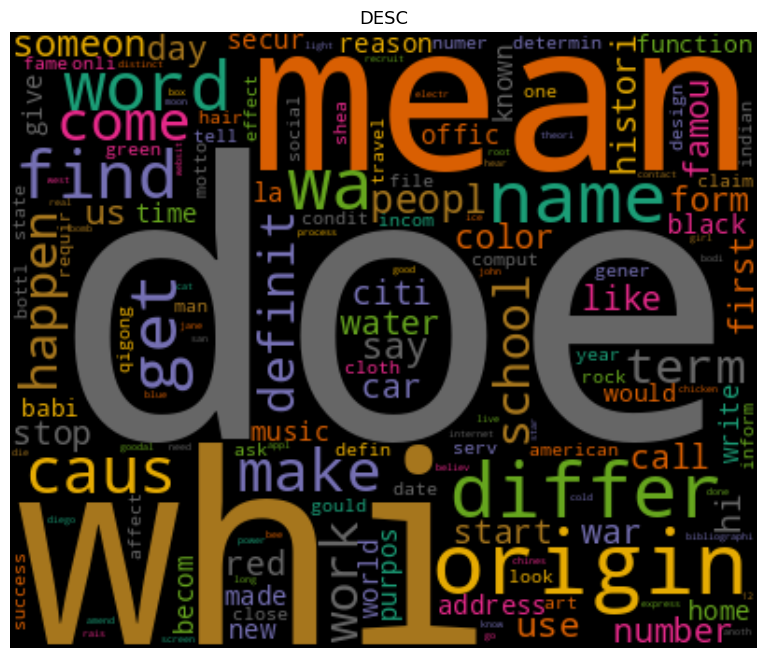 DESC
someon
day
secur
light
reason
numer
determin
function
fame
onli
distinct
recruit
known
one
histori
famou
design
indian
word
box
moon
electr
mean
give
come
hair
tell
effect
social
shea
travel
offic
root
hear
theori
contact
claim
green
websit
motto
find
west
real
la
wa
peopl
file
name
form
black
state
us
time
condit
incom
process
ice
color
girl
bodi
happen
requir
bomb
doe
definit
good
john
comput
gener
first
bottl
qigong
get
cat
man
jane
san
blue
citi
water
say
cloth
car
school
like
year
rock
term
would
chicken
babi
stop
die
goodal
need
music
live
internet
star
write
inform
caus
ask
appl
defin
make
serv
believ
american
call
date
differ
cold
done
hi
bibliographi
whi
affect
diego
gould
power
bee
start
war
origin
success
becom
red
long
made
close
new
work
world
purpos
look
chines
address
art
use
express
home
number
anoth
12
amend
rais
screen
know
go